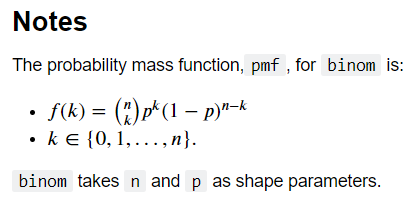 Notes
The probability mass function, pmf , for binom is:
• f(k) = (n k) p^k (1 − p)^{n−k}
• k ∈ {0, 1, . . . , n}.
binom takes n and p as shape parameters.